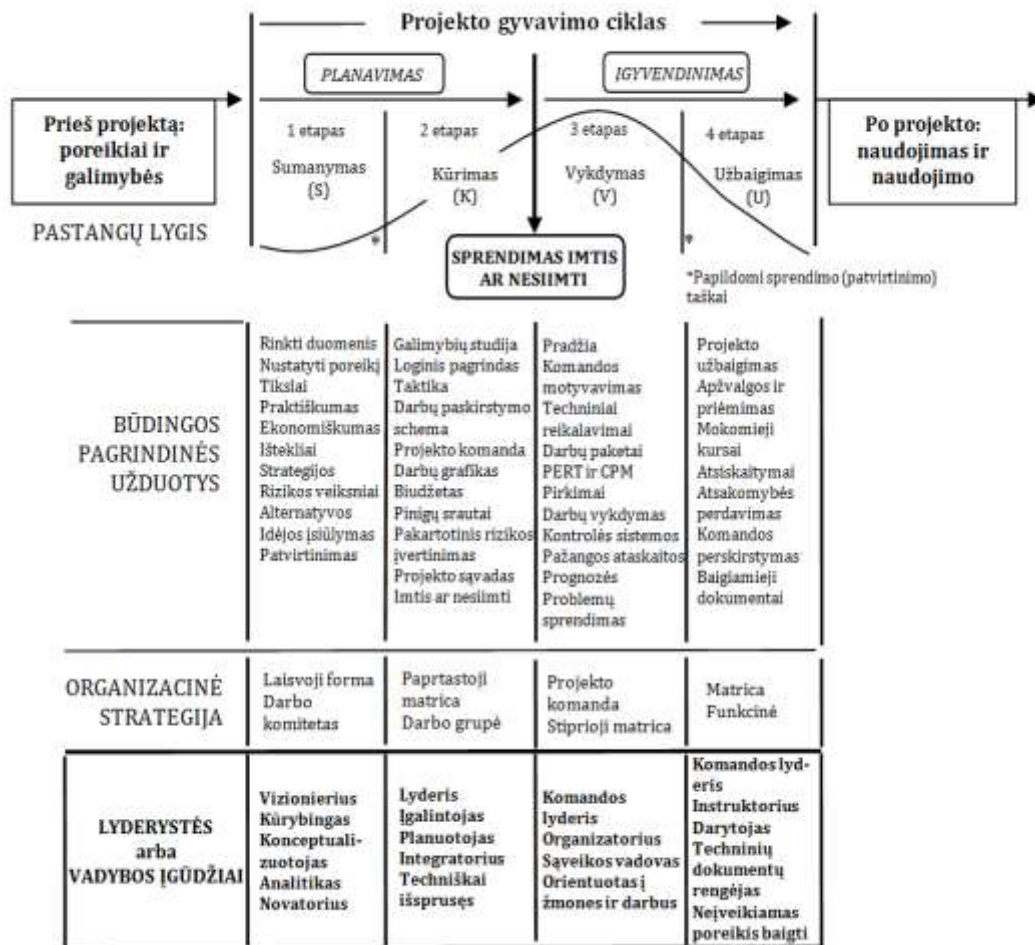 Projekto gyvavimo ciklas
PLANAVIMAS
ĮGYVENDINIMAS
Prieš projektą:
poreikiai ir
galimybės
1 etapas
Sumanymas
(S)
2 etapas
Kūrimas
(K)
3 etapas
Vykdymas
(V)
4 etapas
Užbaigimas
(U)
Po projekto:
naudojimas ir
naudojimo
PASTANGŲ LYGIS
*
*
SPRENDIMAS IMTIS
AR NESIIMTI
*Papildomi sprendimo (patvirtinimo)
taškai
BŪDINGOS
PAGRINDINĖS
UŽDUOTYS
Rinkti duomenis
Nustatyti poreikį
Tikslai
Praktiškumas
Ekonomiškumas
Ištekliai
Strategijos
Rizikos veiksniai
Alternatyvos
Idėjos įsiūlymas
Patvirtinimas
Galimybių studija
Loginis pagrindas
Taktika
Darbų paskirstymo
schema
Projekto komanda
Darbų grafikas
Biudžetas
Pinigų srautai
Pakartotinis rizikos
įvertinimas
Projekto sąvadas
Imtis ar nesiimti
Pradžia
Komandos
motyvavimas
Techniniai
reikalavimai
Darbų paketai
PERT ir CPM
Pirkimai
Darbų vykdymas
Kontrolės sistemos
Pažangos ataskaitos
Prognozės
Problemų
sprendimas
Projekto
užbaigimas
Apžvalgos ir
priėmimas
Mokomieji
kursai
Atsiskaitymai
Atsakomybės
perdavimas
Komandos
perskirstymas
Baigiamieji
dokumentai
ORGANIZACINĖ
STRATEGIJA
Laisvoji forma
Darbo
komitetas
Paprtastoji
matrica
Darbo grupė
Projekto
komanda
Stiprioji matrica
Matrica
Funkcinė
LYDERYSTĖS
arba
VADYBOS ĮGŪDŽIAI
Vizionierius
Kūrybingas
Konceptuali-
zuotojas
Analitikas
Novatorius
Lyderis
Įgalintojas
Planuotojas
Integratorius
Techniškai
išsprusęs
Komandos
lyderis
Organizatorius
Sąveikos vadovas
Orientuotas į
žmones ir darbus
Komandos lyd-
eris
Instruktorius
Darytojas
Techninių
dokumentų
rengėjas
Neįveikiamas
poreikis baigti